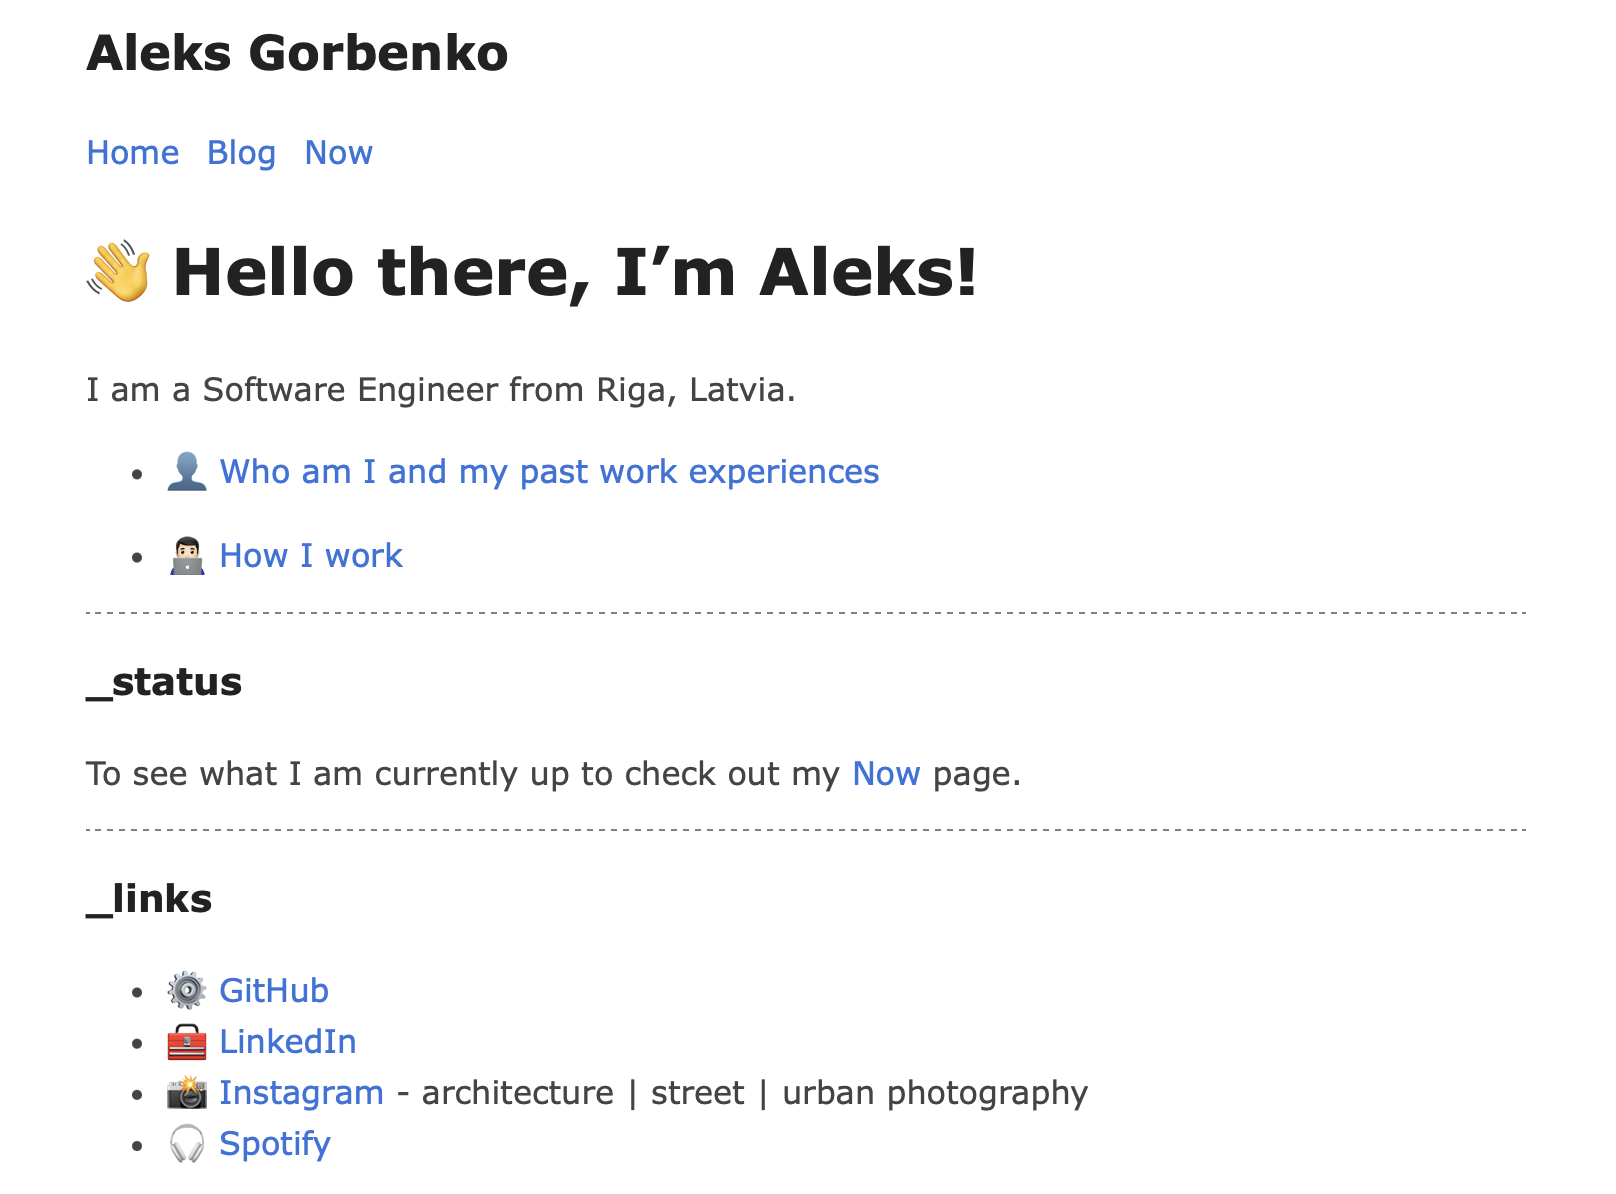 Aleks Gorbenko
Home Blog Now
👋 Hello there, I’m Aleks!
I am a Software Engineer from Riga, Latvia.
• 👤 Who am I and my past work experiences
• 👨🏻‍💻 How I work
_status
To see what I am currently up to check out my Now page.
_links
• ⚙️ GitHub
• 🧰 LinkedIn
• 📸 Instagram - architecture | street | urban photography
• 🎧 Spotify